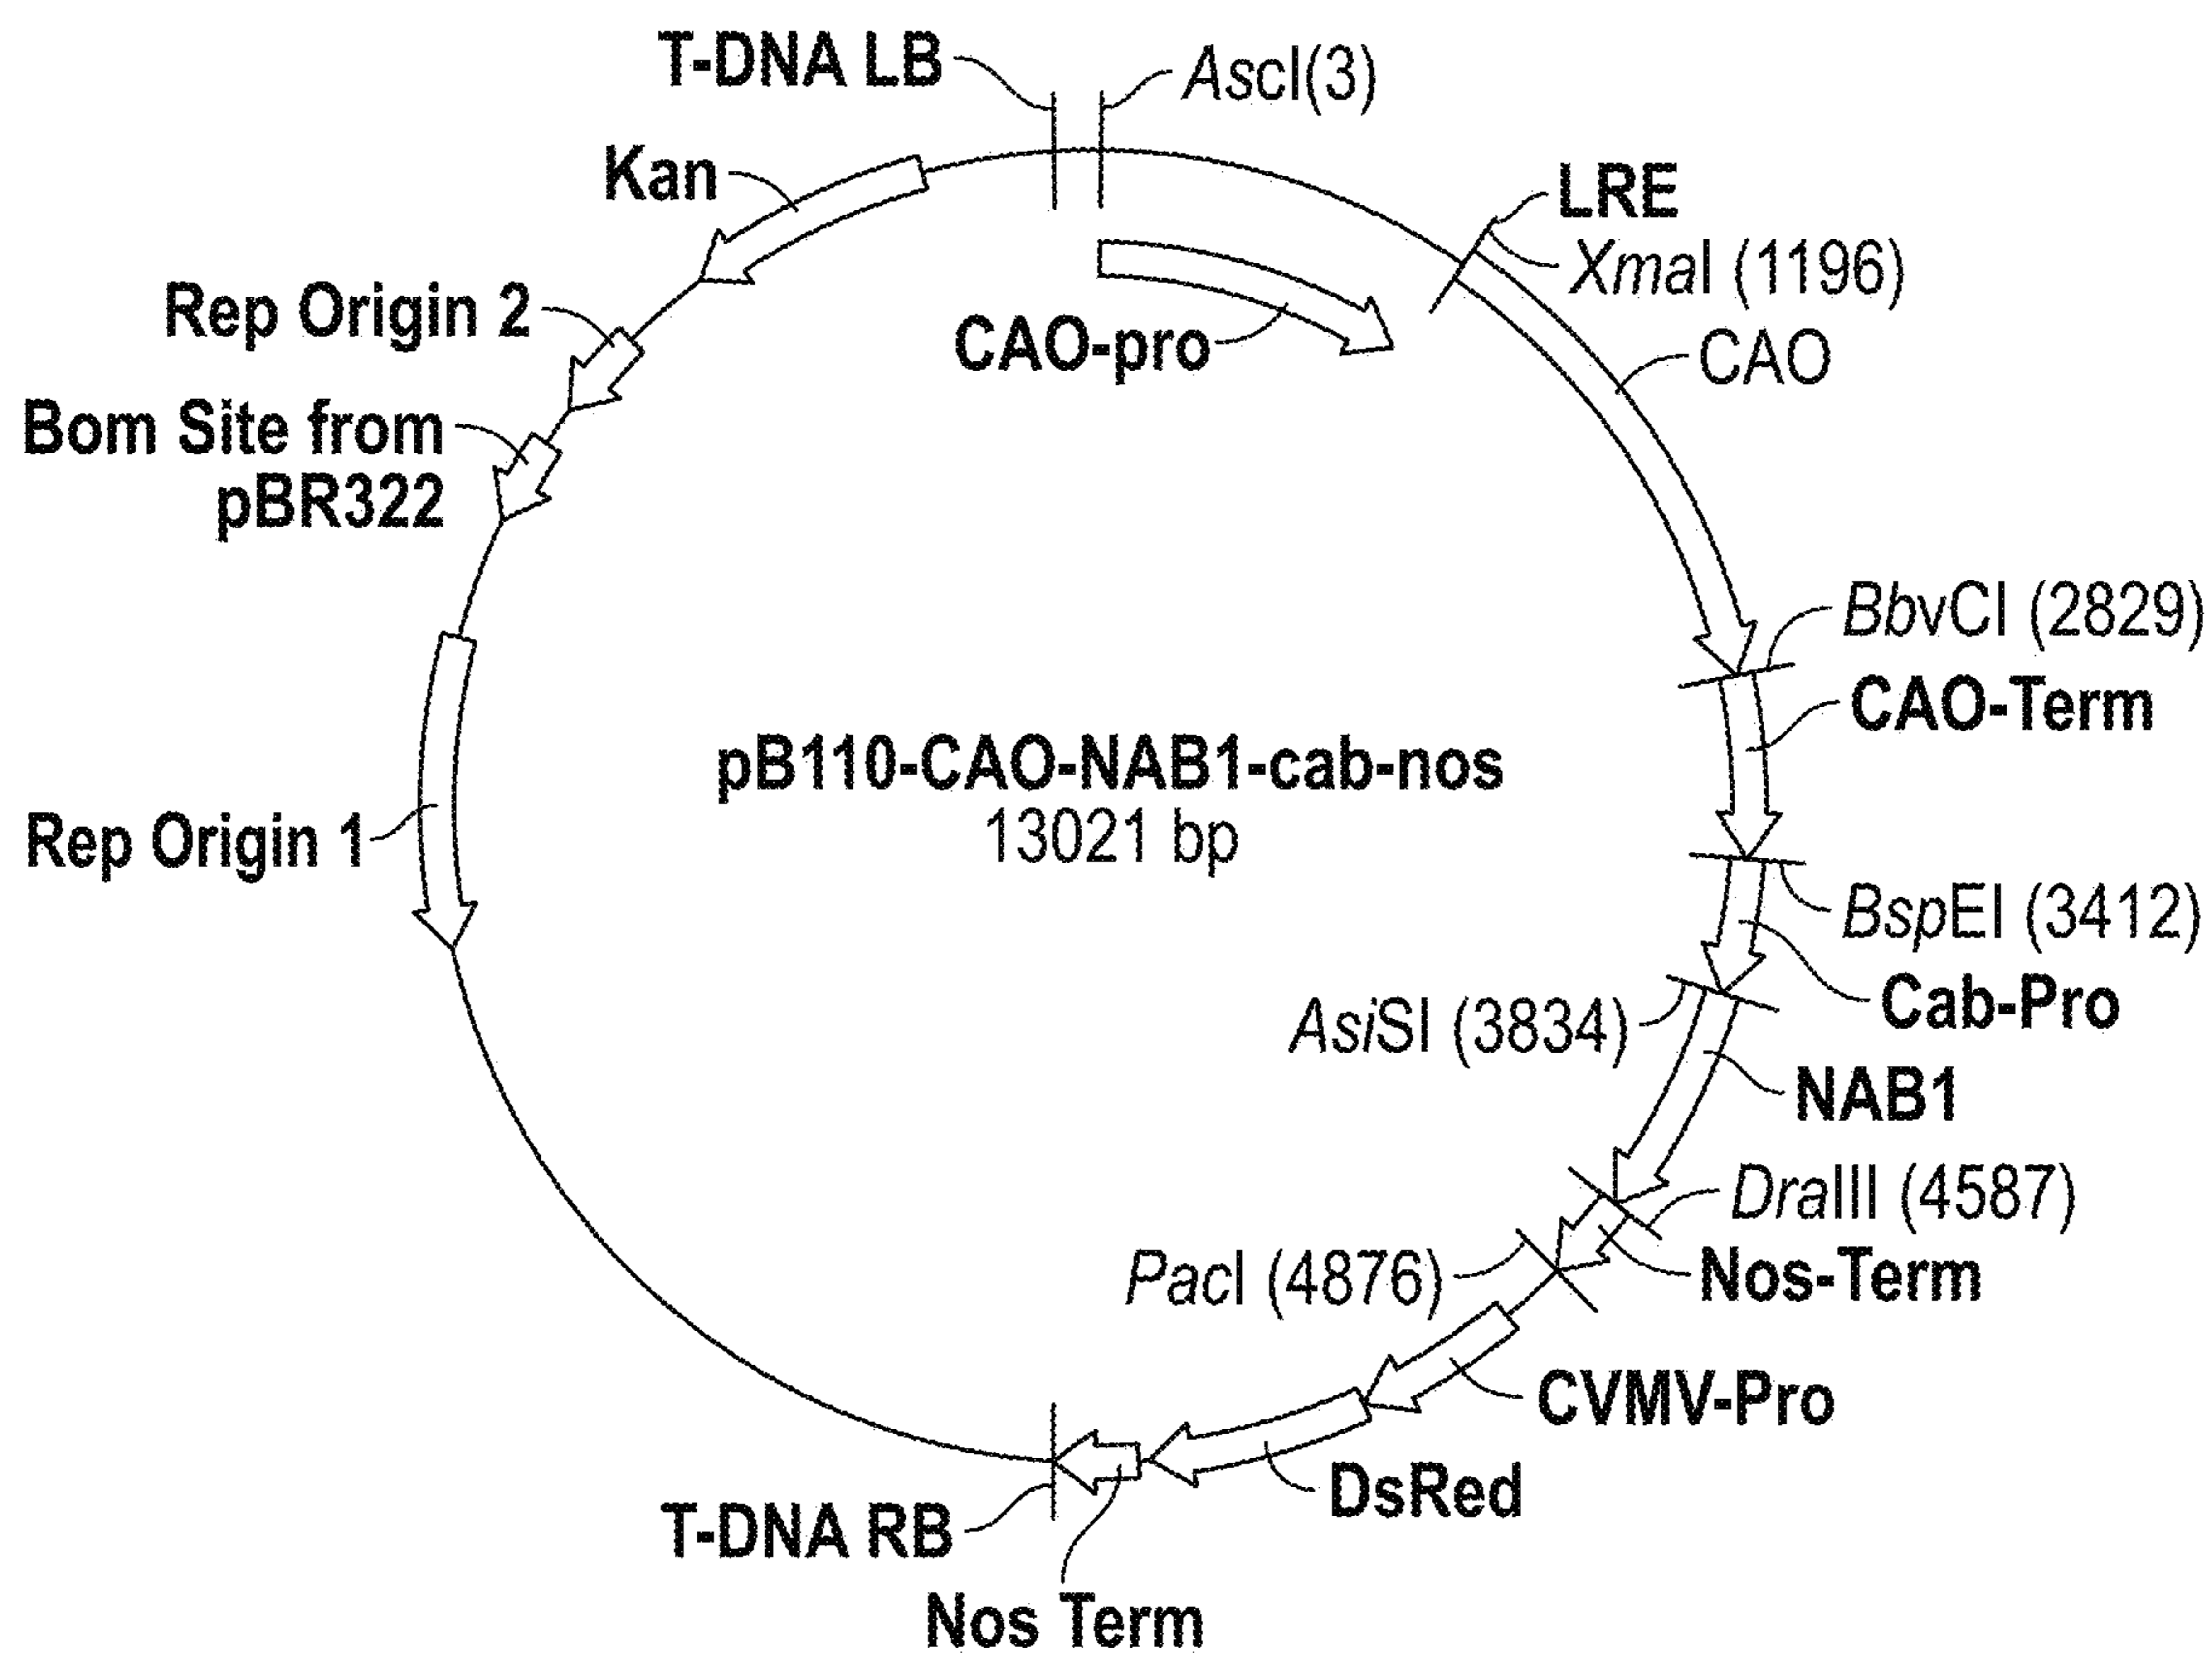 T-DNA LB
AscI(3)
Kan
LRE
XmaI (1196)
Rep Origin 2
CAO-pro
CAO
Bom Site from
pBR322
BbvCI (2829)
CAO-Term
pB110-CAO-NAB1-cab-nos
13021 bp
Rep Origin 1
BspEI (3412)
Cab-Pro
AsiSI (3834)
NAB1
DraIII (4587)
PacI (4876)
Nos-Term
CVMV-Pro
DsRed
T-DNA RB
Nos Term